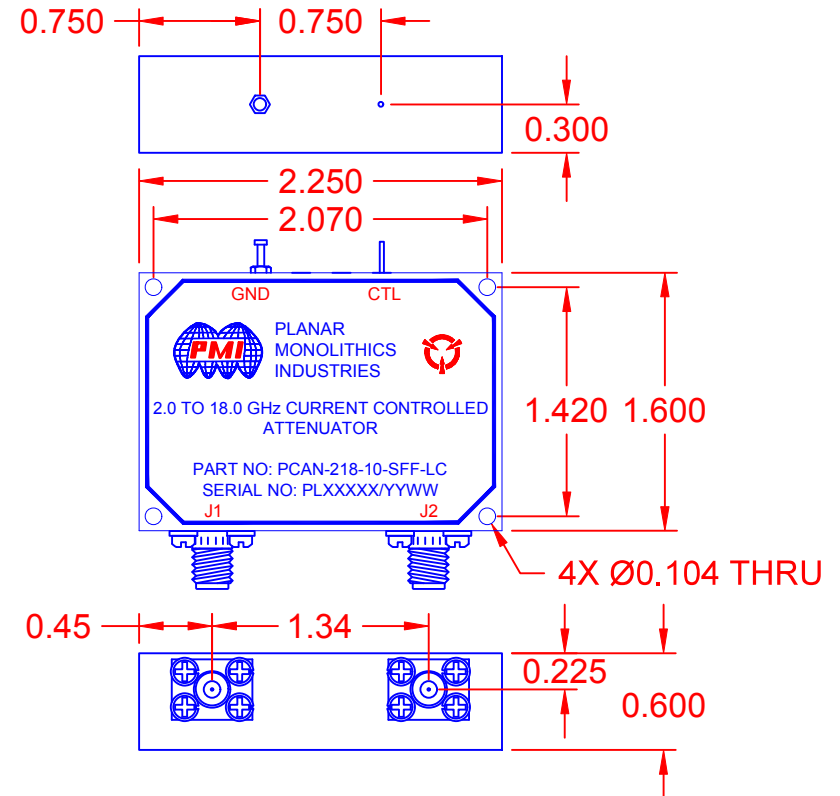 0.750
0.750
0.300
2.250
2.070
GND
CTL
PMI
PLANAR
MONOLITHICS
INDUSTRIES
2.0 TO 18.0 GHz CURRENT CONTROLLED
ATTENUATOR
1.420
1.600
PART NO: PCAN-218-10-SFF-LC
SERIAL NO: PLXXXXX/YYWW
J1
J2
4X Ø0.104 THRU
0.45
1.34
0.225
0.600